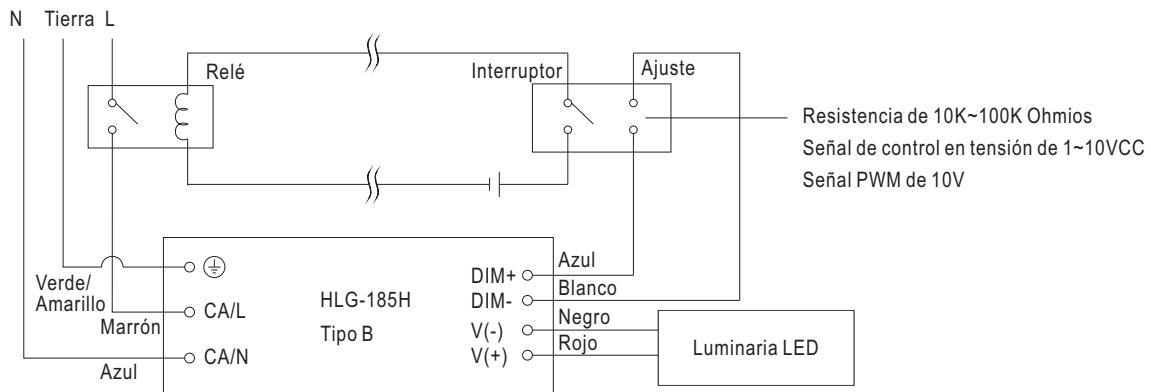 N Tierra L
Relé
Interruptor
Ajuste
Resistencia de 10K~100K Ohmios
Señal de control en tensión de 1~10VCC
Señal PWM de 10V
Verde/
Amarillo
Marrón
Azul
CA/L
CA/N
HLG-185H
Tipo B
DIM+
DIM-
V(-)
V(+)
Azul
Blanco
Negro
Rojo
Luminaria LED